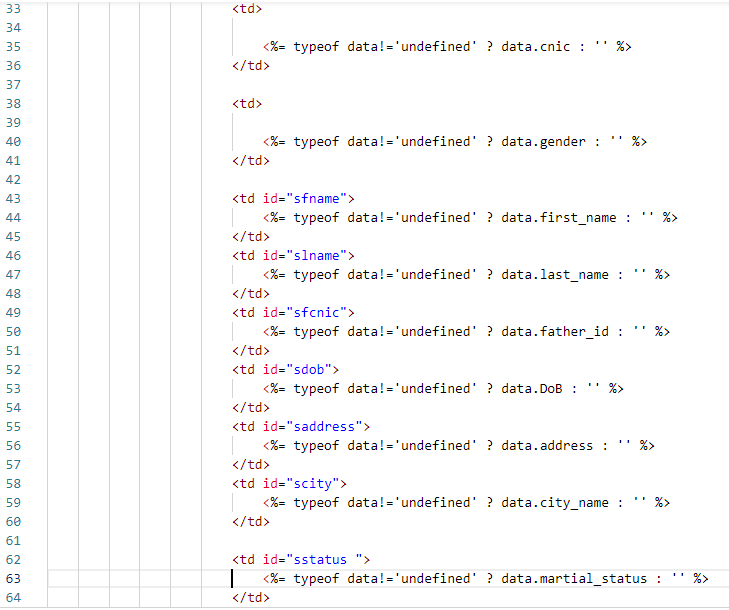 33 <td>
34
35 <%= typeof data!='undefined' ? data.cnic : '' %>
36 </td>
37
38 <td>
39
40 <%= typeof data!='undefined' ? data.gender : '' %>
41 </td>
42
43 <td id="sfname">
44 <%= typeof data!='undefined' ? data.first_name : '' %>
45 </td>
46 <td id="slname">
47 <%= typeof data!='undefined' ? data.last_name : '' %>
48 </td>
49 <td id="sfcnic">
50 <%= typeof data!='undefined' ? data.father_id : '' %>
51 </td>
52 <td id="sdob">
53 <%= typeof data!='undefined' ? data.DoB : '' %>
54 </td>
55 <td id="saddress">
56 <%= typeof data!='undefined' ? data.address : '' %>
57 </td>
58 <td id="scity">
59 <%= typeof data!='undefined' ? data.city_name : '' %>
60 </td>
61
62 <td id="sstatus ">
63 <%= typeof data!='undefined' ? data.martial_status : '' %>
64 </td>